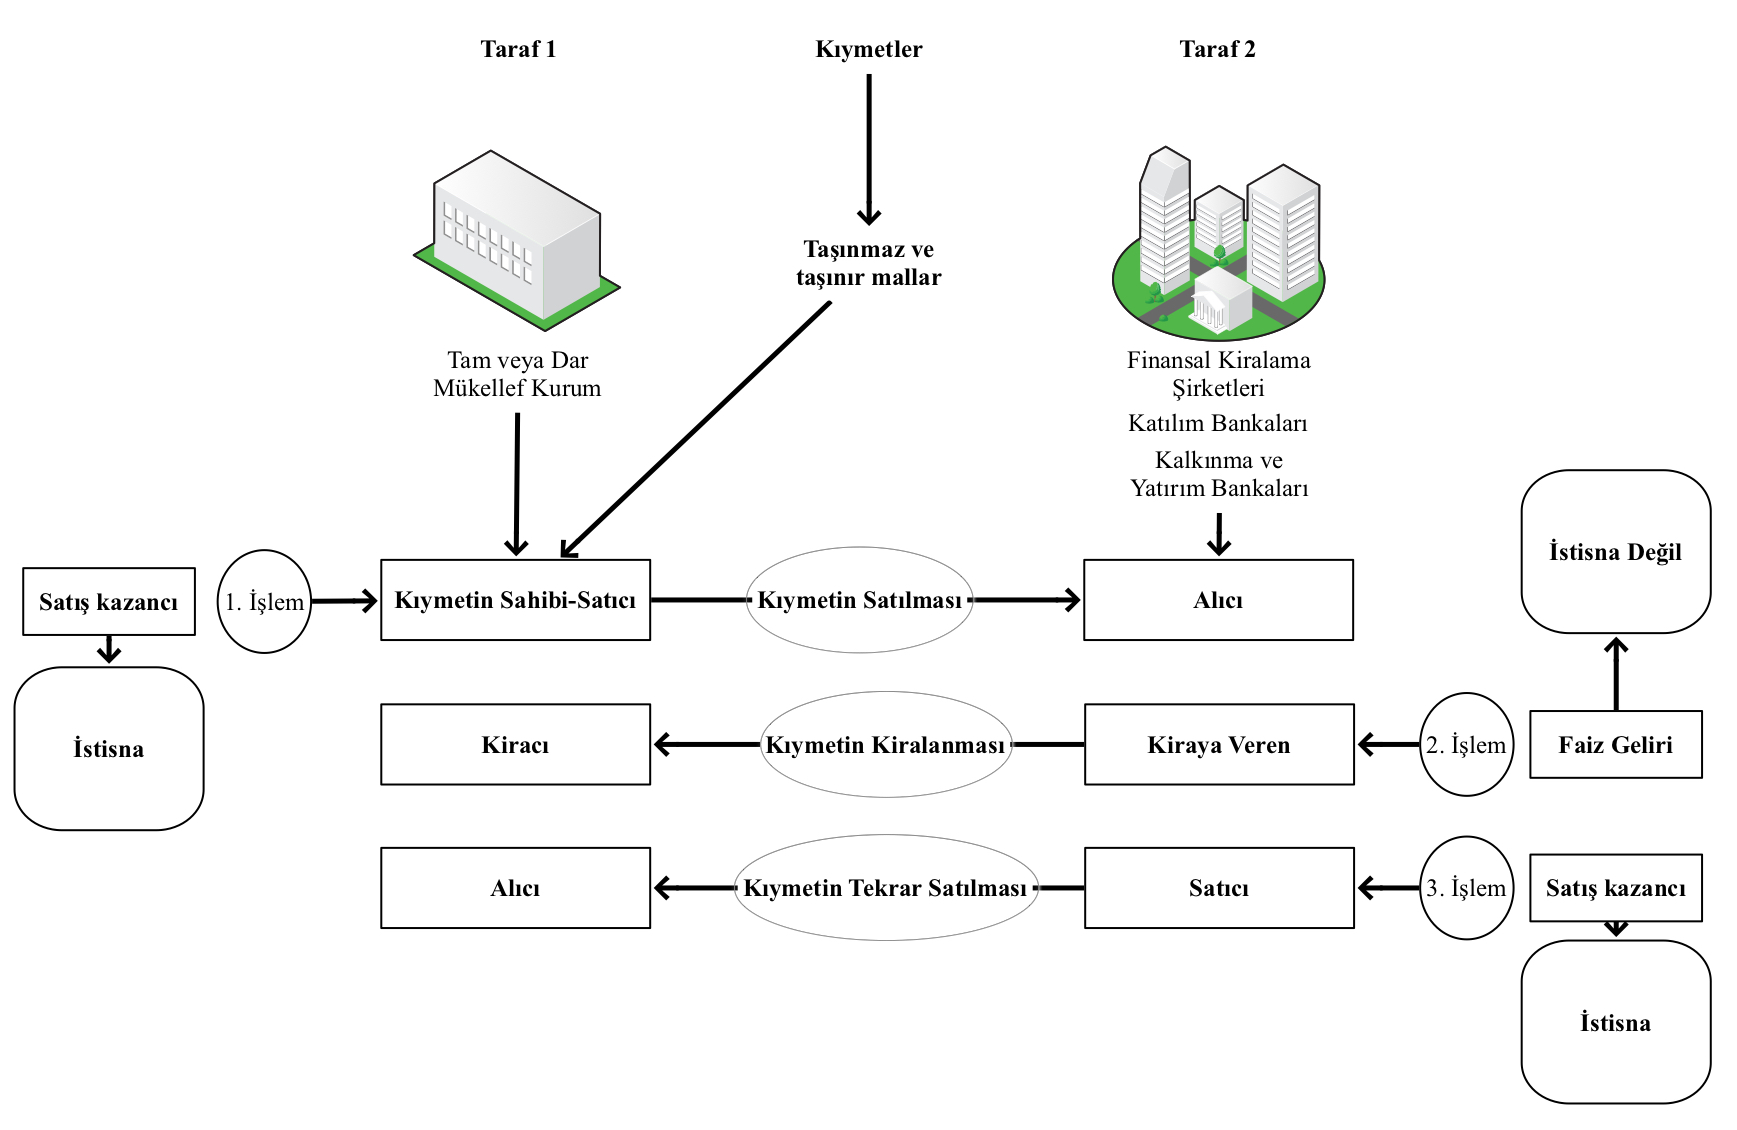 Taraf 1
Kıymetler
Taraf 2
Taşınmaz ve
taşınır mallar
Tam veya Dar
Mükellef Kurum
Finansal Kiralama
Şirketleri
Katılım Bankaları
Kalkınma ve
Yatırım Bankaları
İstisna Değil
Satış kazancı
1. İşlem
Kıymetin Sahibi-Satıcı
Kıymetin Satılması
Alıcı
İstisna
Kiracı
Kıymetin Kiralanması
Kiraya Veren
2. İşlem
Faiz Geliri
Alıcı
Kıymetin Tekrar Satılması
Satıcı
3. İşlem
Satış kazancı
İstisna